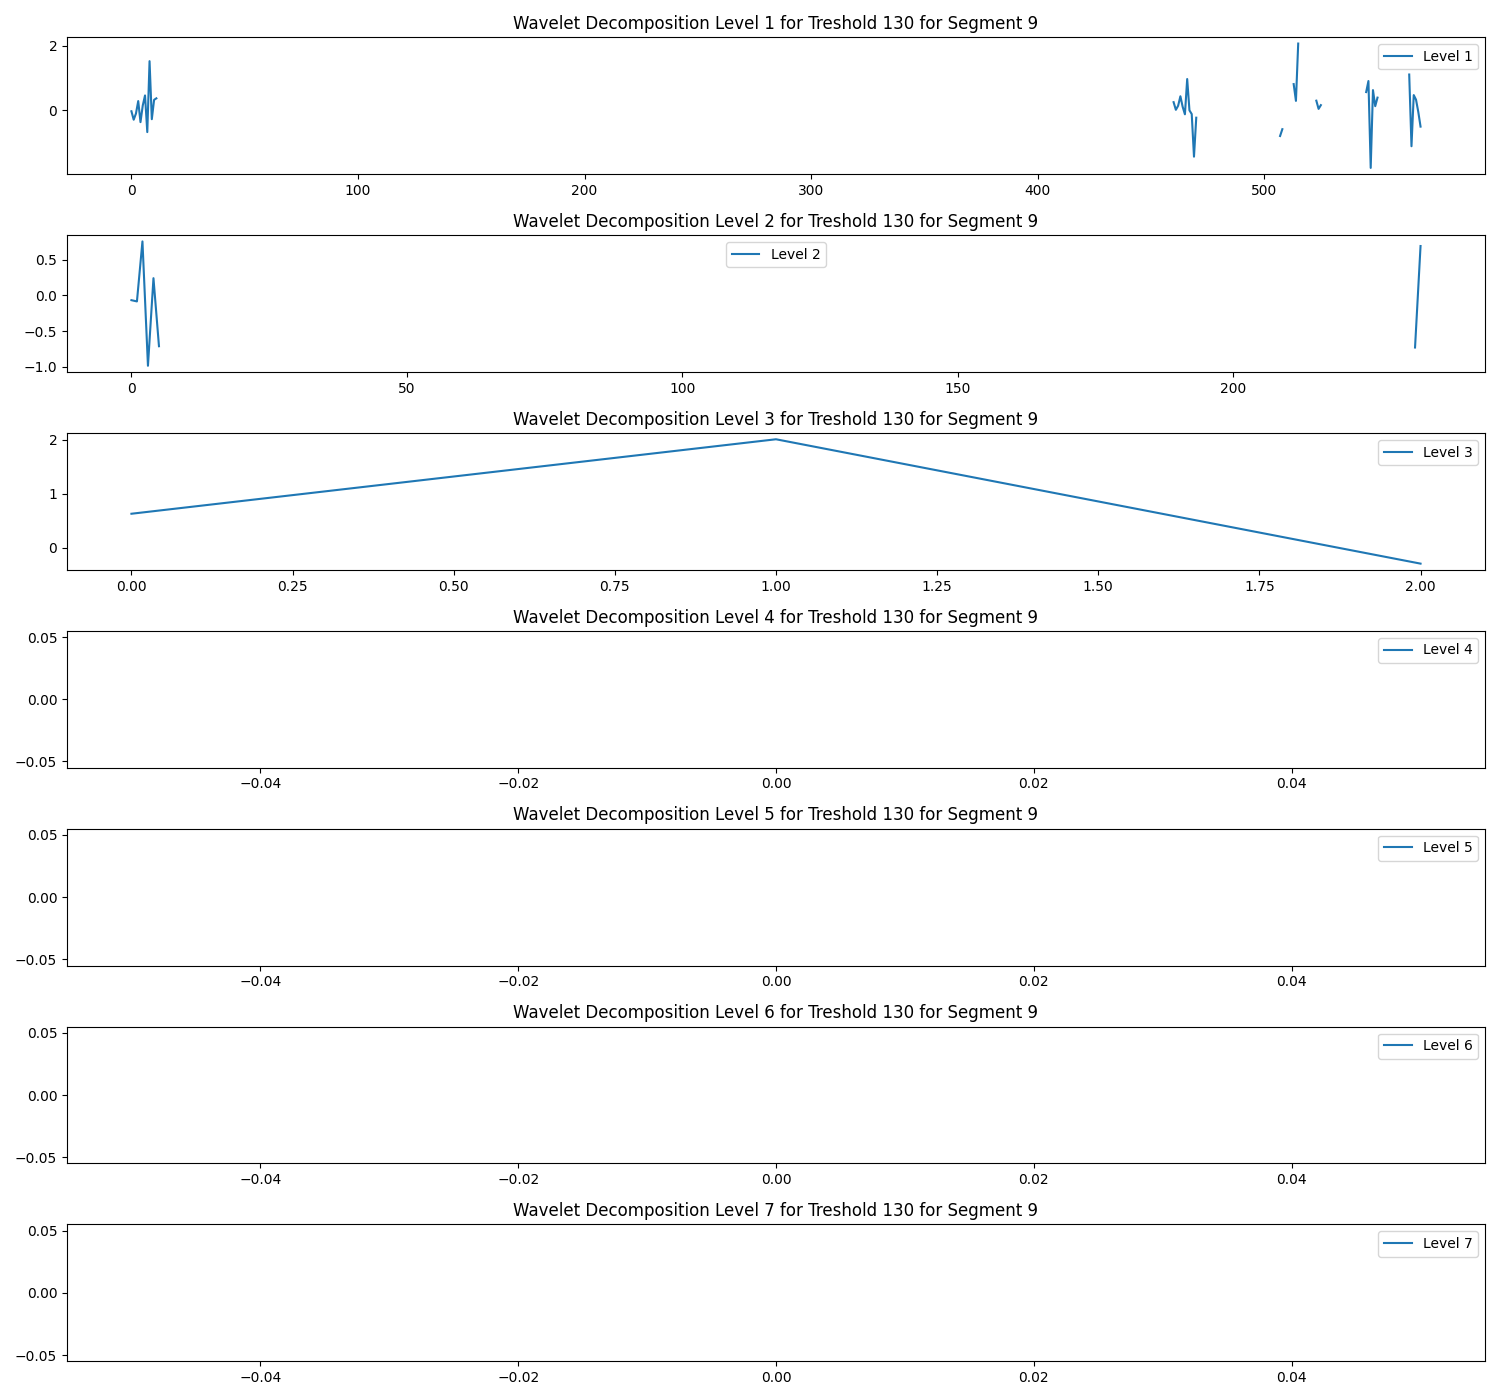 Wavelet Decomposition Level 1 for Treshold 130 for Segment 9
2
0
Level 1
0 100 200 300 400 500
Wavelet Decomposition Level 2 for Treshold 130 for Segment 9
0.5
0.0
−0.5
−1.0
Level 2
0 50 100 150 200
Wavelet Decomposition Level 3 for Treshold 130 for Segment 9
2
1
0
Level 3
0.00 0.25 0.50 0.75 1.00 1.25 1.50 1.75 2.00
Wavelet Decomposition Level 4 for Treshold 130 for Segment 9
0.05
0.00
−0.05
Level 4
−0.04 −0.02 0.00 0.02 0.04
Wavelet Decomposition Level 5 for Treshold 130 for Segment 9
0.05
0.00
−0.05
Level 5
−0.04 −0.02 0.00 0.02 0.04
Wavelet Decomposition Level 6 for Treshold 130 for Segment 9
0.05
0.00
−0.05
Level 6
−0.04 −0.02 0.00 0.02 0.04
Wavelet Decomposition Level 7 for Treshold 130 for Segment 9
0.05
0.00
−0.05
Level 7
−0.04 −0.02 0.00 0.02 0.04